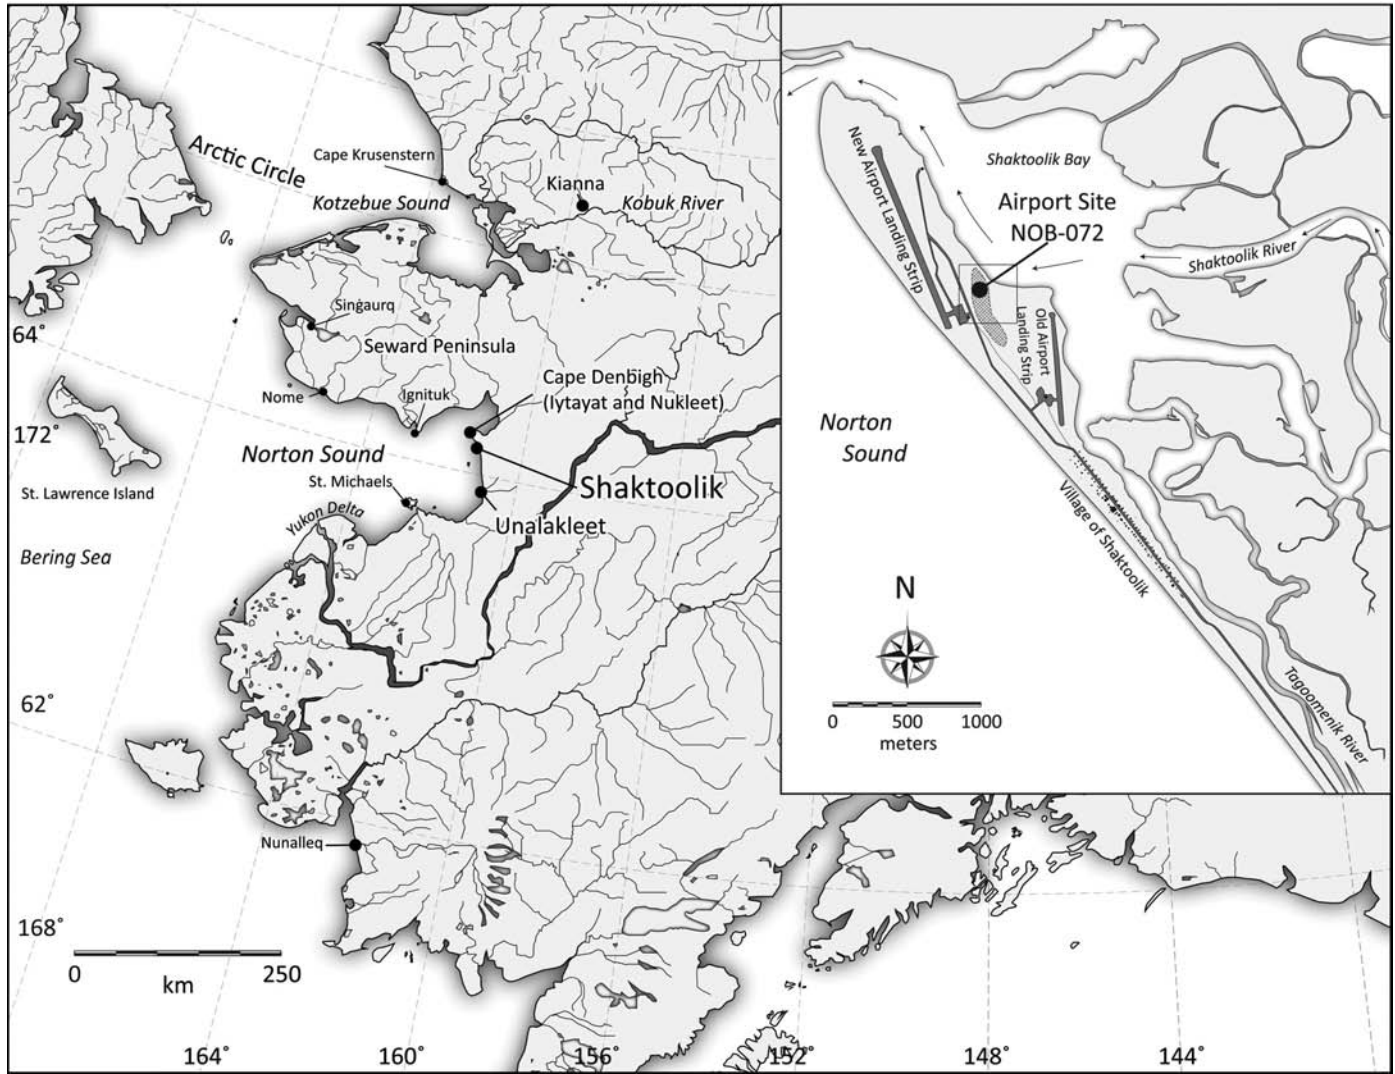 Arctic Circle
Cape Krusenstern
Kotzebue Sound
Kianna
Kobuk River
Singaurq
Seward Peninsula
64°
Nome
Ignituk
Cape Denbigh
(Iytayat and Nukleet)
172°
Norton Sound
St. Lawrence Island
St. Michaels
Shaktoolik
Yukon Delta
Unalakleet
Bering Sea
62°
Nunalleq
168°
0
250
km
164°
160°
156°
152°
148°
144°
New Airport Landing Strip
Shaktoolik Bay
Airport Site
NOB-072
Shaktoolik River
Old Airport
Landing Strip
Norton
Sound
Village of Shaktoolik
N
0
500
1000
meters
Tagoomenik River